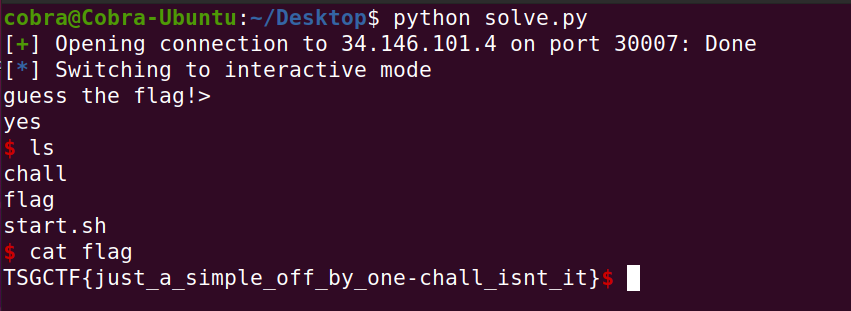 cobra@Cobra-Ubuntu:~/Desktop$ python solve.py
[+] Opening connection to 34.146.101.4 on port 30007: Done
[*] Switching to interactive mode
guess the flag!>
yes
$ ls
chall
flag
start.sh
$ cat flag
TSGCTF{just_a_simple_off_by_one-chall_isnt_it}$